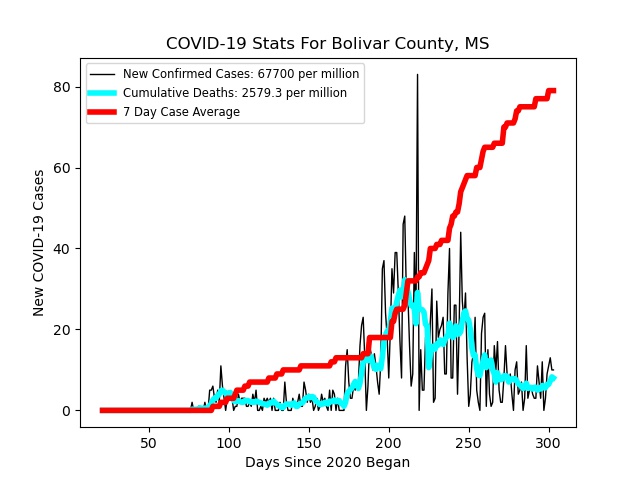 COVID-19 Stats For Bolivar County, MS
New Confirmed Cases: 67700 per million
Cumulative Deaths: 2579.3 per million
7 Day Case Average
New COVID-19 Cases
80
60
40
20
0
50 100 150 200 250 300
Days Since 2020 Began